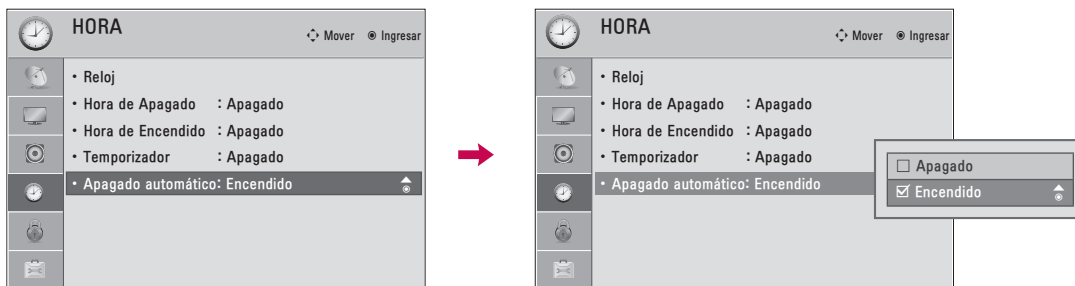 HORA
Mover Ingresar
• Reloj
• Hora de Apagado : Apagado
• Hora de Encendido : Apagado
• Temporizador : Apagado
• Apagado automático: Encendido
HORA
Mover Ingresar
• Reloj
• Hora de Apagado : Apagado
• Hora de Encendido : Apagado
• Temporizador : Apagado
• Apagado automático: Encendido
Apagado
Encendido